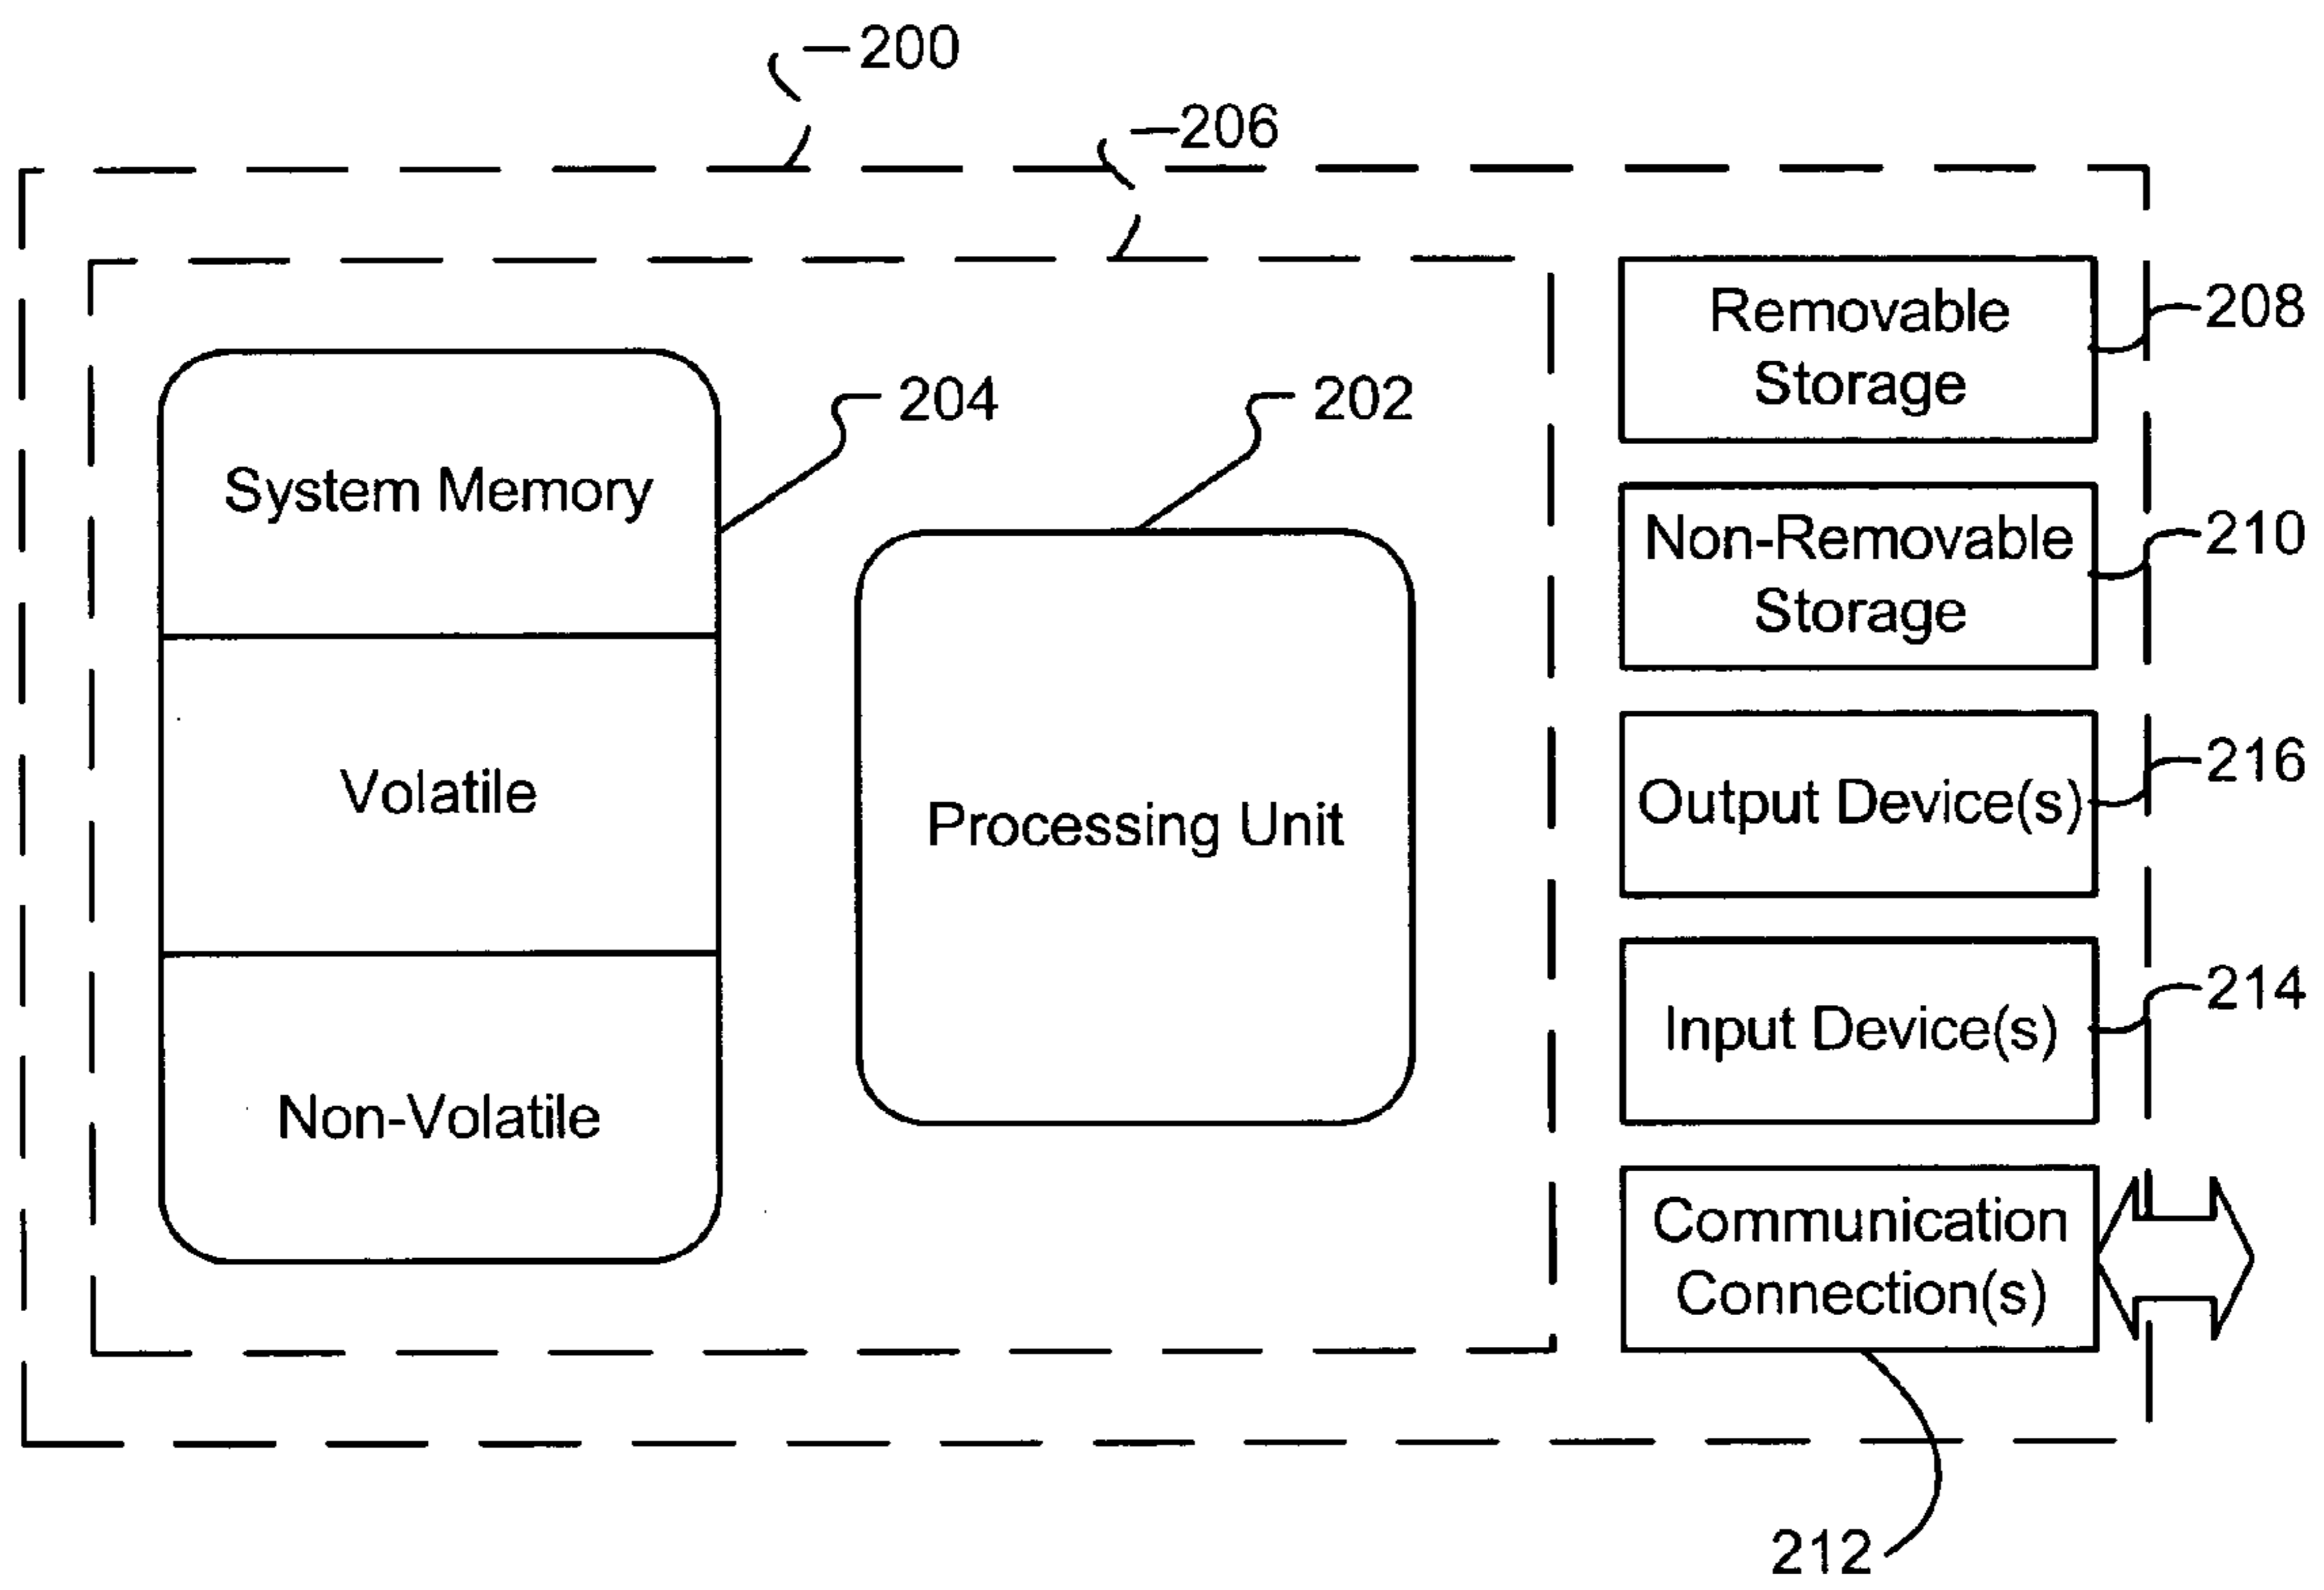 200
206
Removable
Storage
208
204
202
System Memory
Non-Removable
Storage
210
Volatile
Processing Unit
Output Device(s)
216
Input Device(s)
214
Non-Volatile
Communication
Connection(s)
212